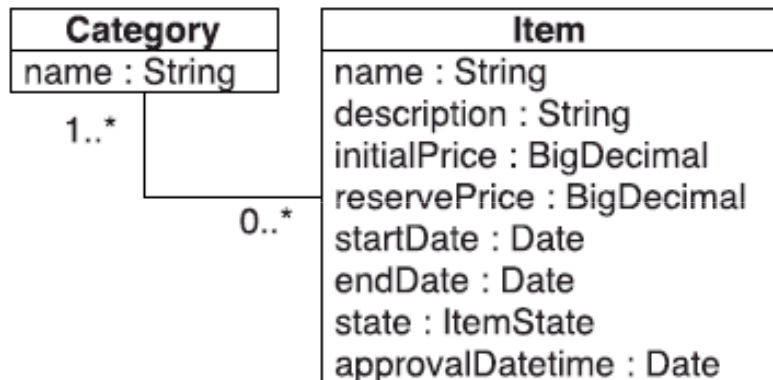 Category
name : String
1..*
0..*
Item
name : String
description : String
initialPrice : BigDecimal
reservePrice : BigDecimal
startDate : Date
endDate : Date
state : ItemState
approvalDatetime : Date